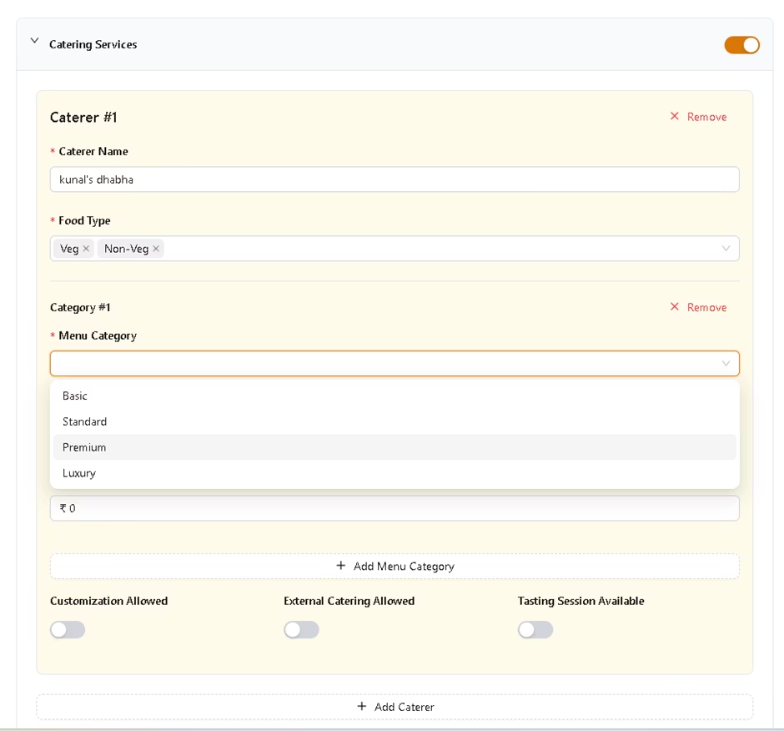 Catering Services
Caterer #1
× Remove
* Caterer Name
kunal's dhabha
* Food Type
Veg × Non-Veg ×
Category #1
× Remove
* Menu Category
Basic
Standard
Premium
Luxury
₹ 0
+ Add Menu Category
Customization Allowed
External Catering Allowed
Tasting Session Available
+ Add Caterer